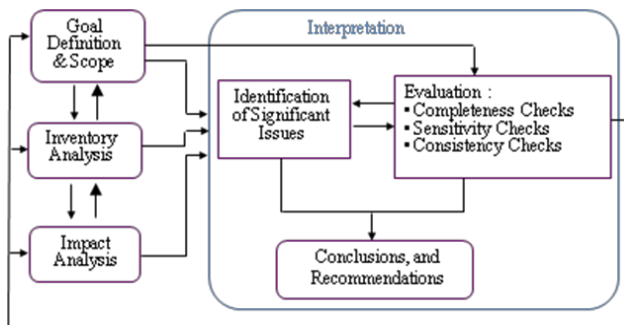 Goal
Definition
& Scope
Inventory
Analysis
Impact
Analysis
Interpretation
Identification
of Significant
Issues
Evaluation :
▪ Completeness Checks
▪ Sensitivity Checks
▪ Consistency Checks
Conclusions, and
Recommendations